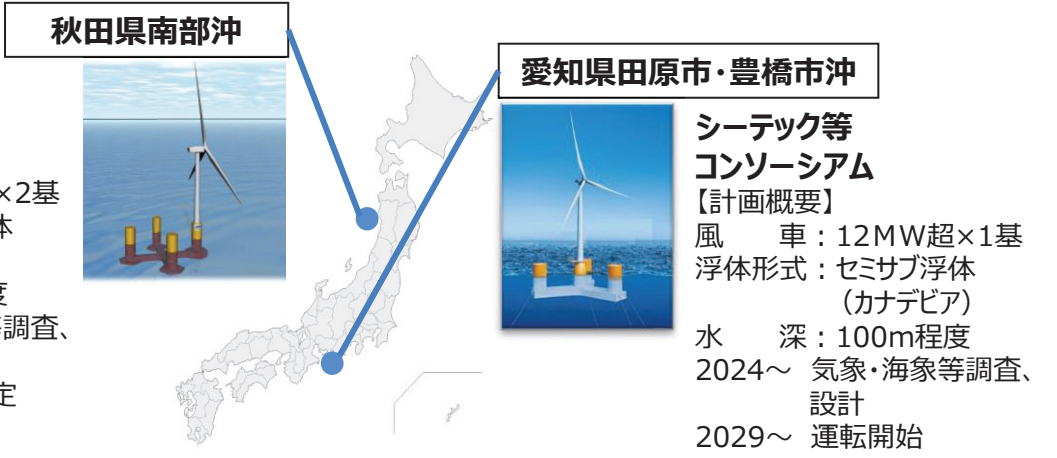 秋田県南部沖
×2基
体
度
調査、
定
愛知県田原市・豊橋市沖
シーテック等
コンソーシアム
【計画概要】
風　　車：12MW超×1基
浮体形式：セミサブ浮体
（カナデビア）
水　　深：100m程度
2024～ 気象・海象等調査、
設計
2029～ 運転開始